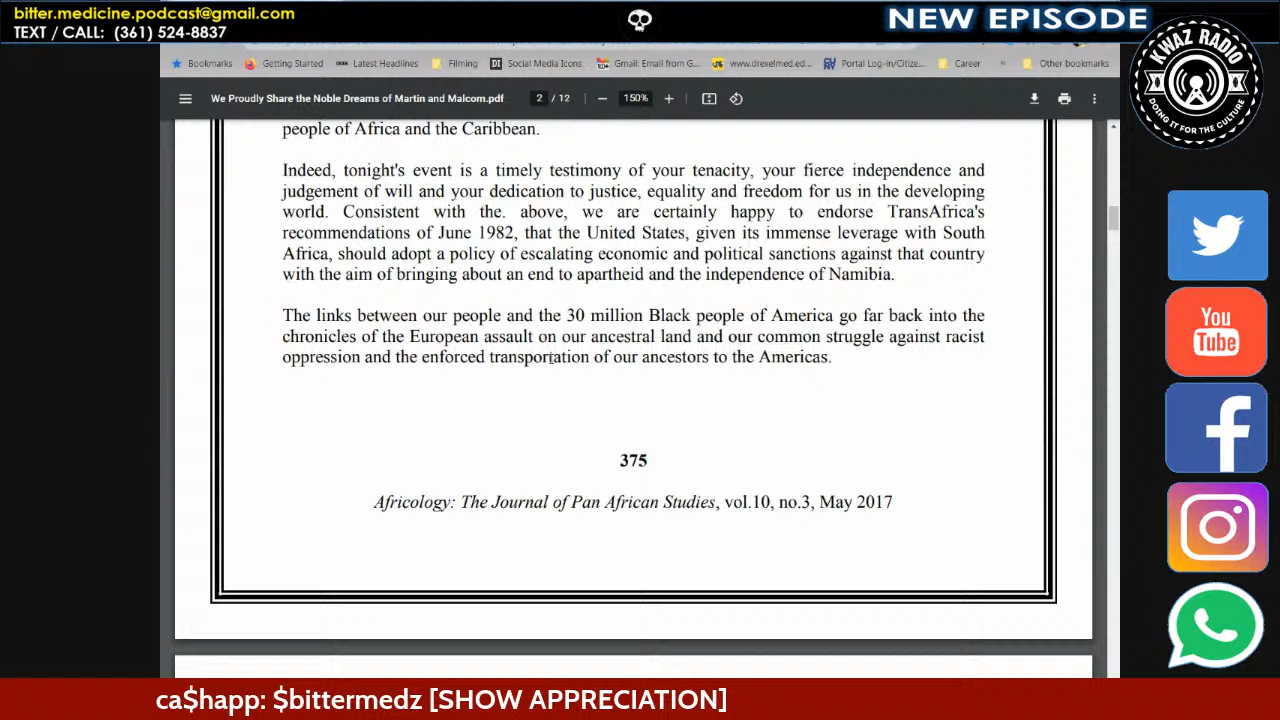 bitter.medicine.podcast@gmail.com
TEXT / CALL: (361) 524-8837
NEW EPISODE
KWAZ RADIO
DOING IT FOR THE CULTURE
Bookmarks
Getting Started
Latest Headlines
Filming
Social Media Icons
Gmail: Email from G...
www.drexelmed.ed...
Portal Log-in/Citize...
Career
»
Other bookmarks
We Proudly Share the Noble Dreams of Martin and Malcom.pdf
2 / 12
150%
people of Africa and the Caribbean.
Indeed, tonight's event is a timely testimony of your tenacity, your fierce independence and
judgement of will and your dedication to justice, equality and freedom for us in the developing
world. Consistent with the. above, we are certainly happy to endorse TransAfrica's
recommendations of June 1982, that the United States, given its immense leverage with South
Africa, should adopt a policy of escalating economic and political sanctions against that country
with the aim of bringing about an end to apartheid and the independence of Namibia.
The links between our people and the 30 million Black people of America go far back into the
chronicles of the European assault on our ancestral land and our common struggle against racist
oppression and the enforced transportation of our ancestors to the Americas.
375
Africology: The Journal of Pan African Studies, vol.10, no.3, May 2017
You
Tube
ca$happ: $bittermedz [SHOW APPRECIATION]